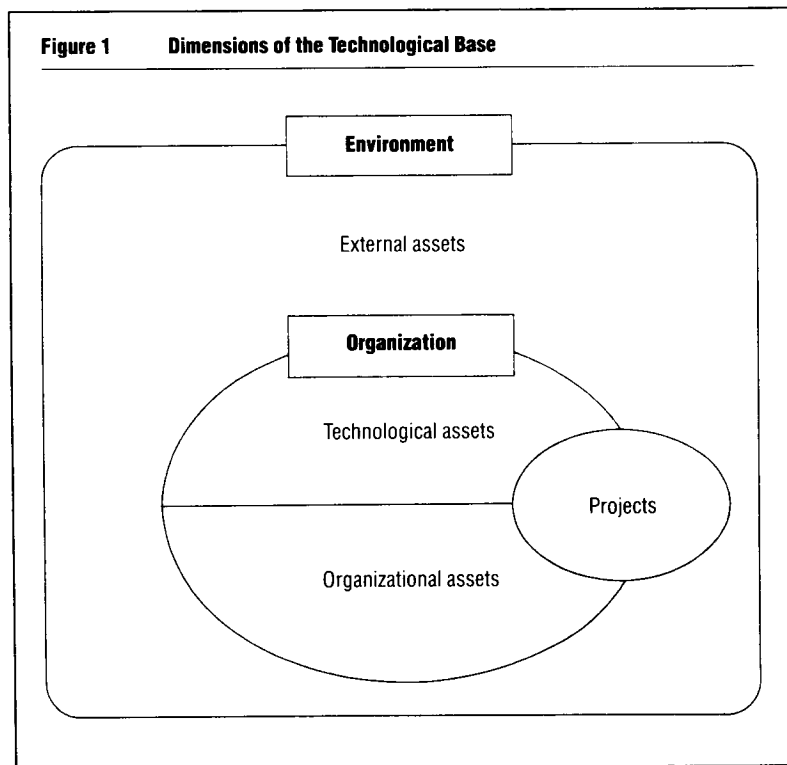 Figure 1 Dimensions of the Technological Base
Environment
External assets
Organization
Technological assets
Projects
Organizational assets